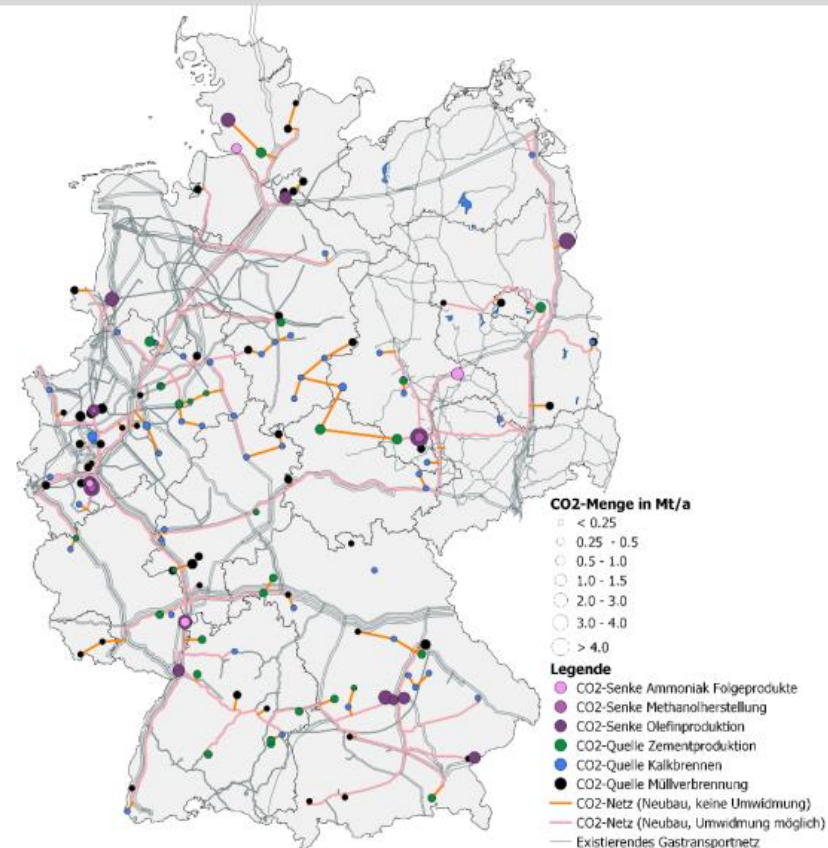 CO2-Menge in Mt/a
< 0.25
0.25 - 0.5
0.5 - 1.0
1.0 - 1.5
2.0 - 3.0
3.0 - 4.0
> 4.0
Legende
CO2-Senke Ammoniak Folgeprodukte
CO2-Senke Methanolherstellung
CO2-Senke Olefinproduktion
CO2-Quelle Zementproduktion
CO2-Quelle Kalkbrennen
CO2-Quelle Müllverbrennung
CO2-Netz (Neubau, keine Umwidmung)
CO2-Netz (Neubau, Umwidmung möglich)
Existierendes Gastransportnetz